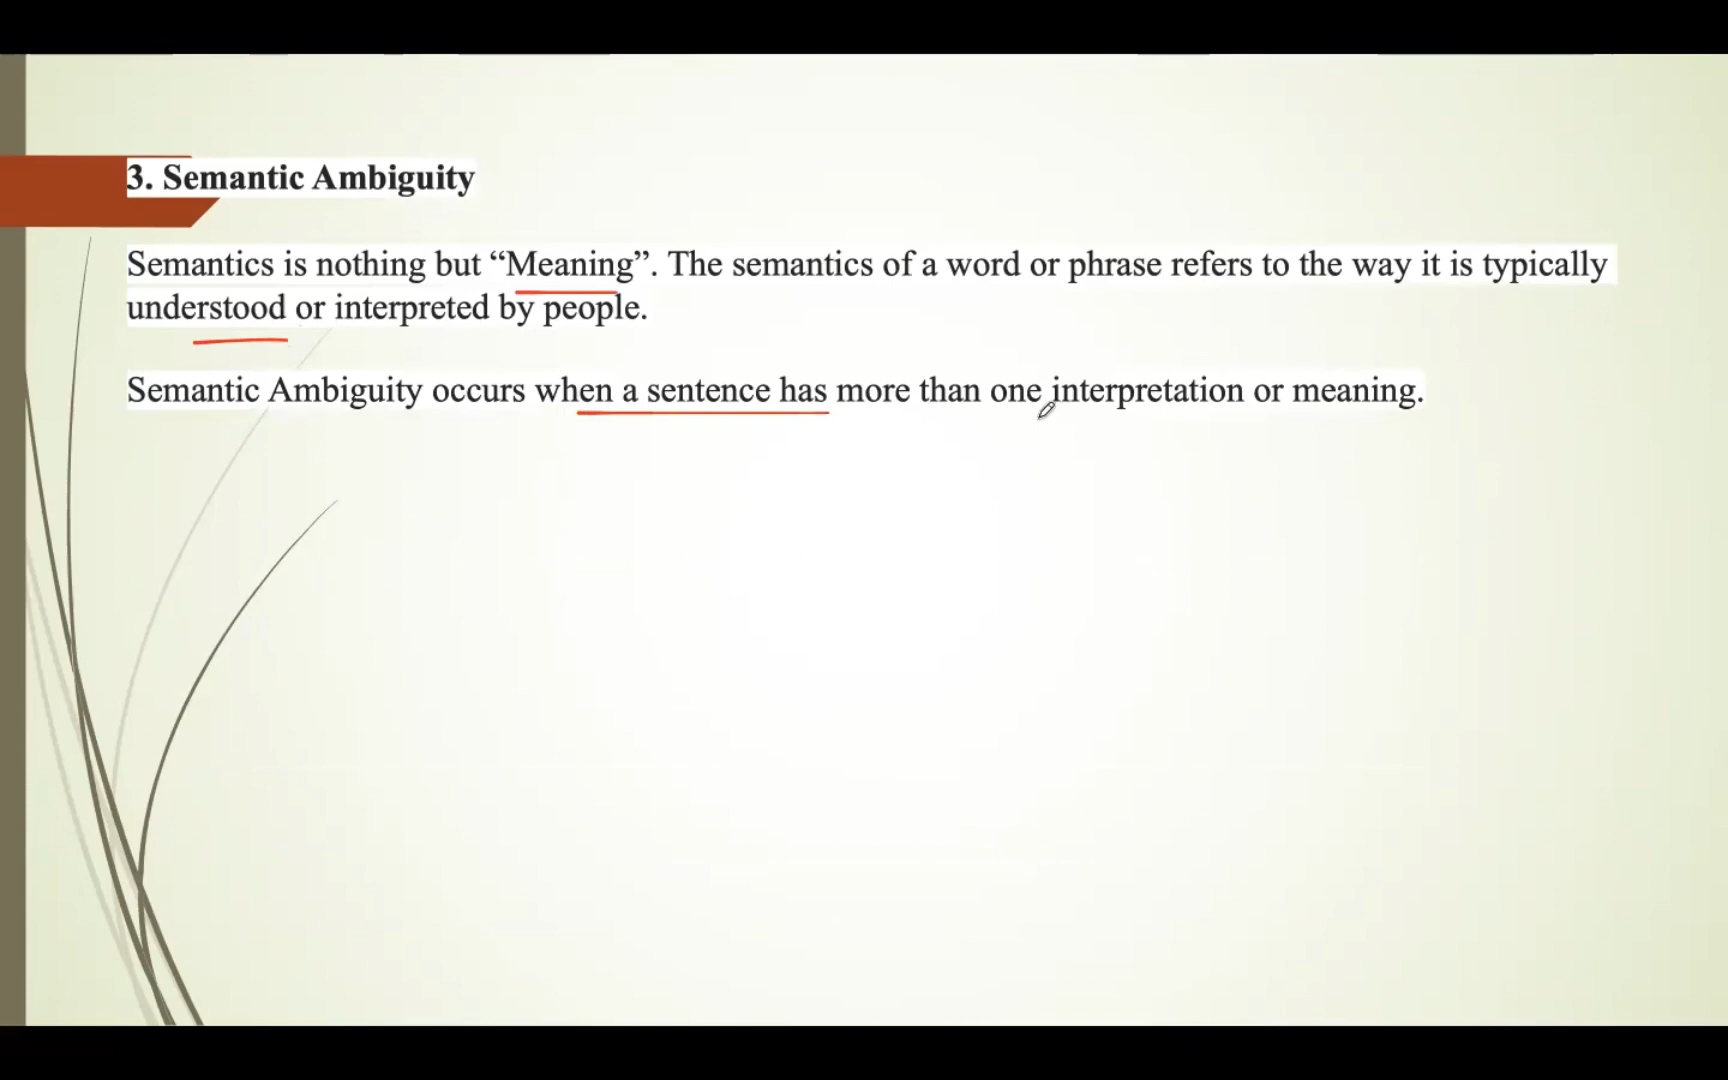 3. Semantic Ambiguity
Semantics is nothing but “Meaning”. The semantics of a word or phrase refers to the way it is typically
understood or interpreted by people.
Semantic Ambiguity occurs when a sentence has more than one interpretation or meaning.